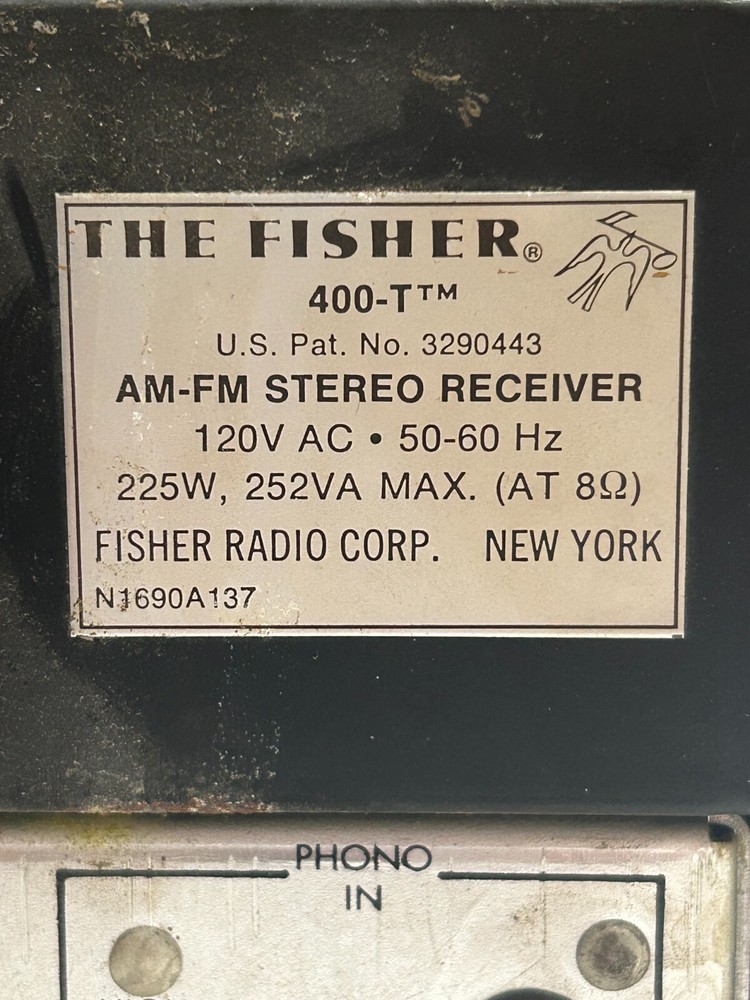 THE FISHER®
400-T™
U.S. Pat. No. 3290443
AM-FM STEREO RECEIVER
120V AC • 50-60 Hz
225W, 252VA MAX. (AT 8Ω)
FISHER RADIO CORP. NEW YORK
N1690A137
PHONO
IN